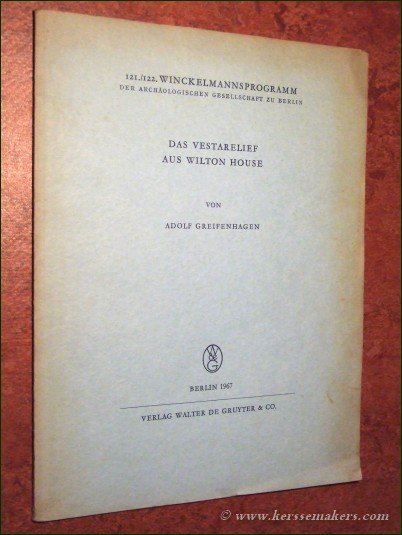 121./122. WINCKELMANNSPROGRAMM
DER ARCHÄOLOGISCHEN GESELLSCHAFT ZU BERLIN
DAS VESTARELIEF
AUS WILTON HOUSE
VON
ADOLF GREIFENHAGEN
W
&
G
BERLIN 1967
VERLAG WALTER DE GRUYTER & CO.
© www.kerssemakers.com